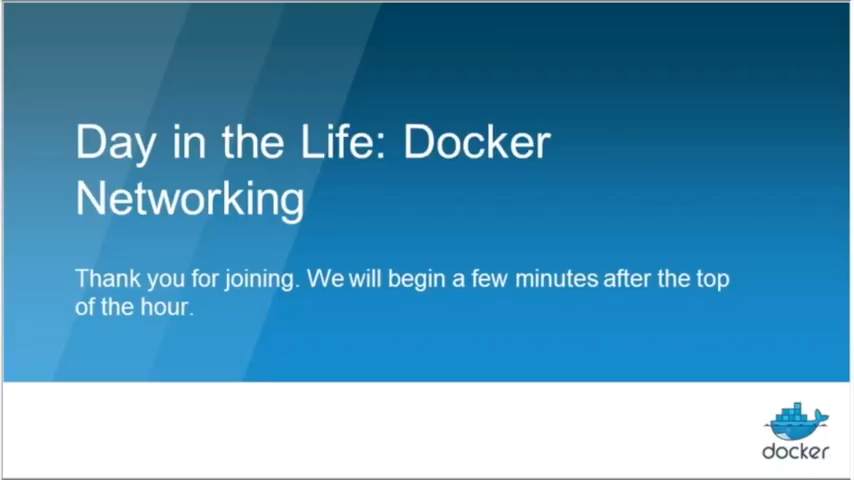 Day in the Life: Docker
Networking
Thank you for joining. We will begin a few minutes after the top
of the hour.
docker